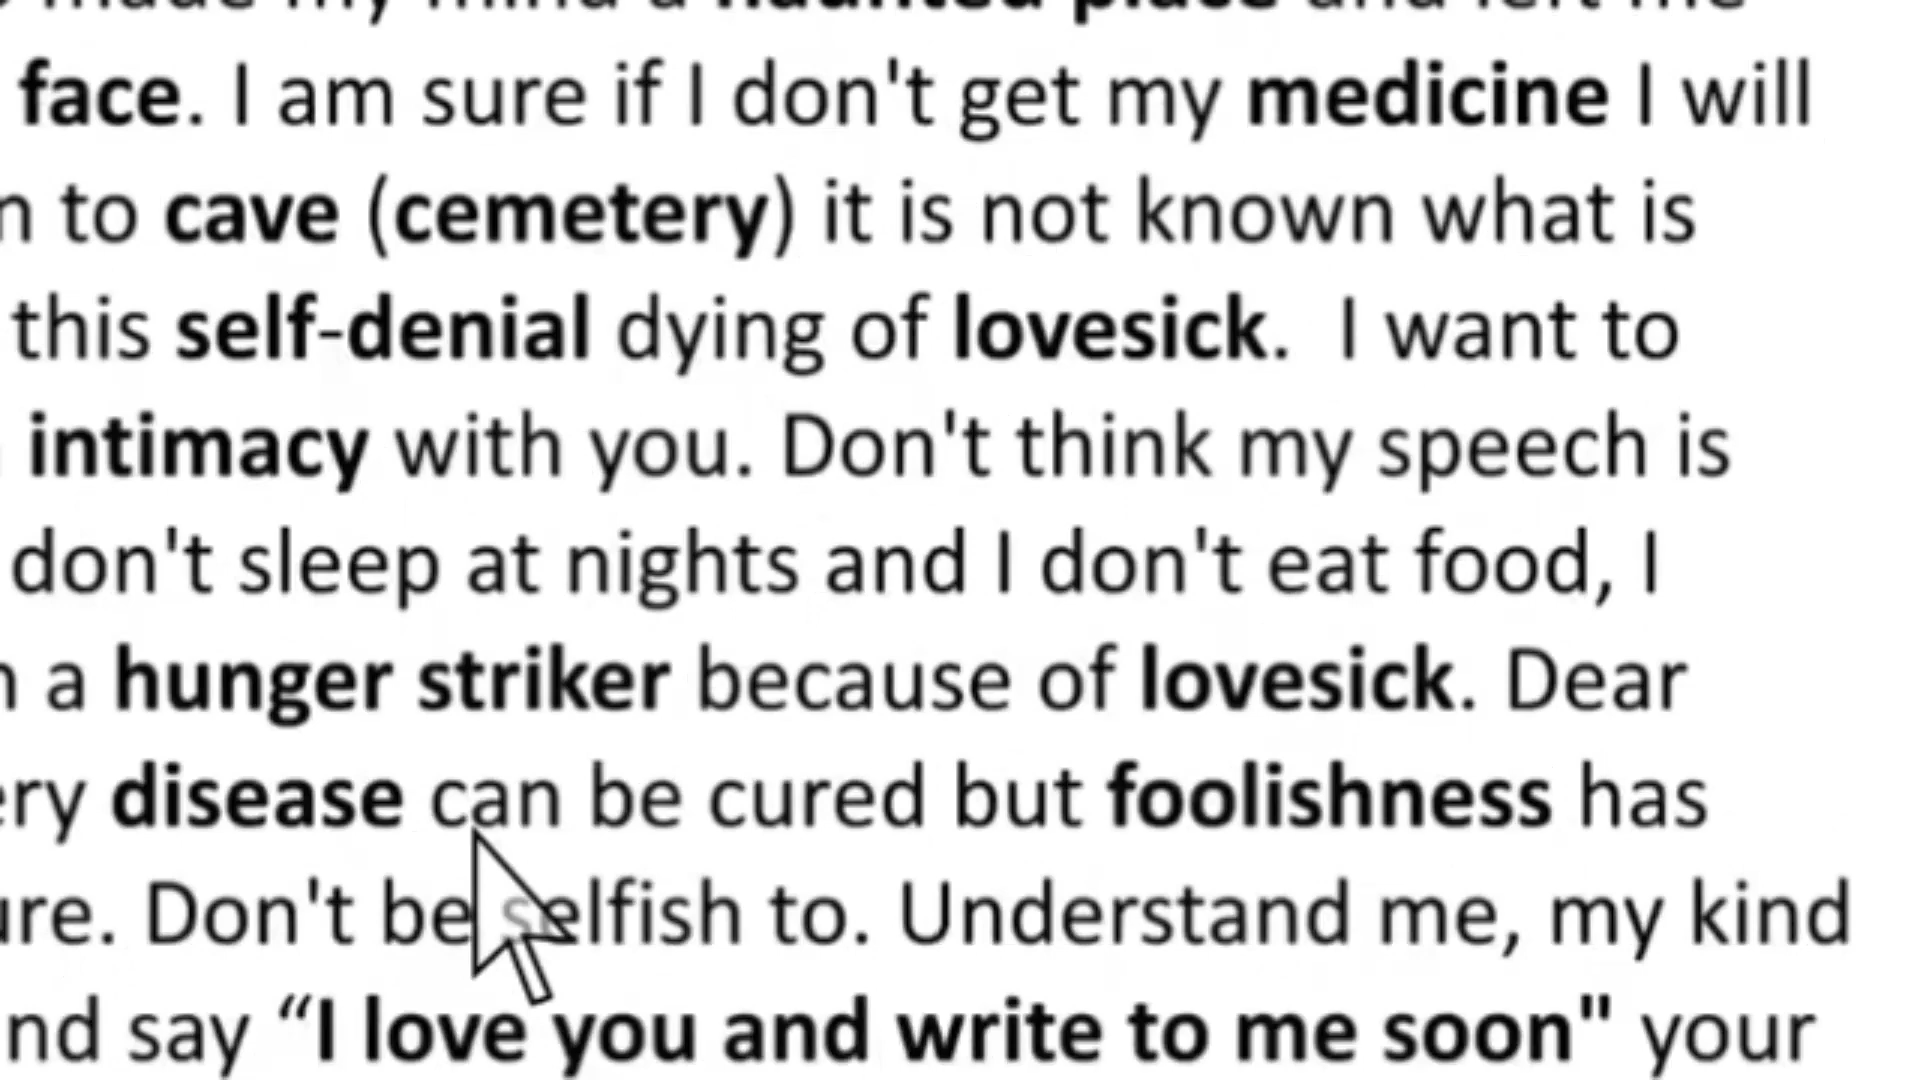 made my mind a haunted place and left me
face. I am sure if I don't get my medicine I will
to cave (cemetery) it is not known what is
this self-denial dying of lovesick. I want to
intimacy with you. Don't think my speech is
don't sleep at nights and I don't eat food, I
a hunger striker because of lovesick. Dear
ery disease can be cured but foolishness has
ure. Don't be selfish to. Understand me, my kind
nd say “I love you and write to me soon" your